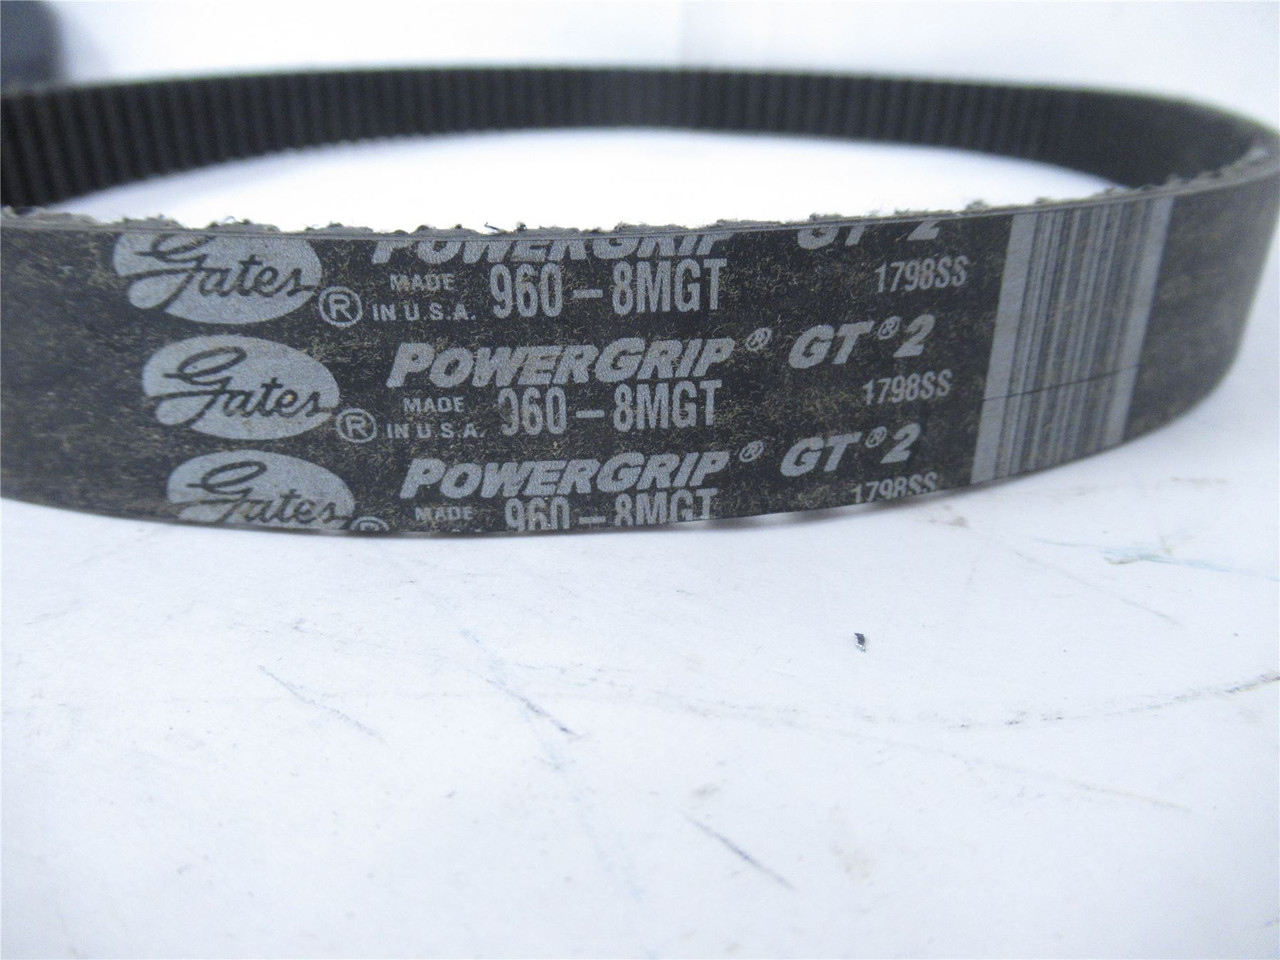 Gates ® POWERGRIP GT 2
MADE IN U.S.A. 960-8MGT 1798SS
Gates ® POWERGRIP® GT®2
MADE IN U.S.A. 960-8MGT 1798SS
Gates ® POWERGRIP® GT®2
MADE 960-8MGT 1798SS